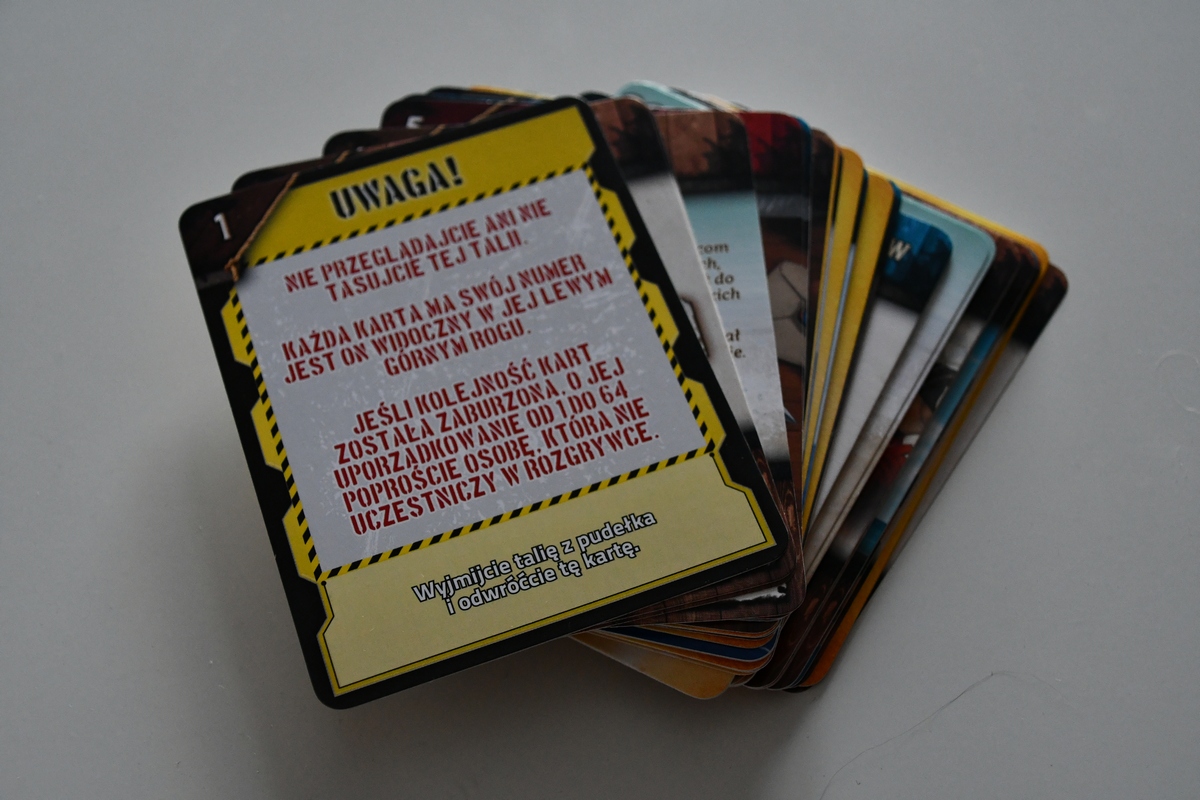 1
UWAGA!
NIE PRZEGLĄDAJCIE ANI NIE
TASUJCIE TEJ TALII.
KAŻDA KARTA MA SWÓJ NUMER
JEST ON WIDOCZNY W JEJ LEWYM
GÓRNYM ROGU.
JEŚLI KOLEJNOŚĆ KART
ZOSTAŁA ZABURZONA, O JEJ
UPORZĄDKOWANIE OD 1 DO 64
POPROŚCIE OSOBĘ, KTÓRA NIE
UCZESTNICZY W ROZGRYWCE.
Wyjmijcie talię z pudełka
i odwróćcie tę kartę.
do
W